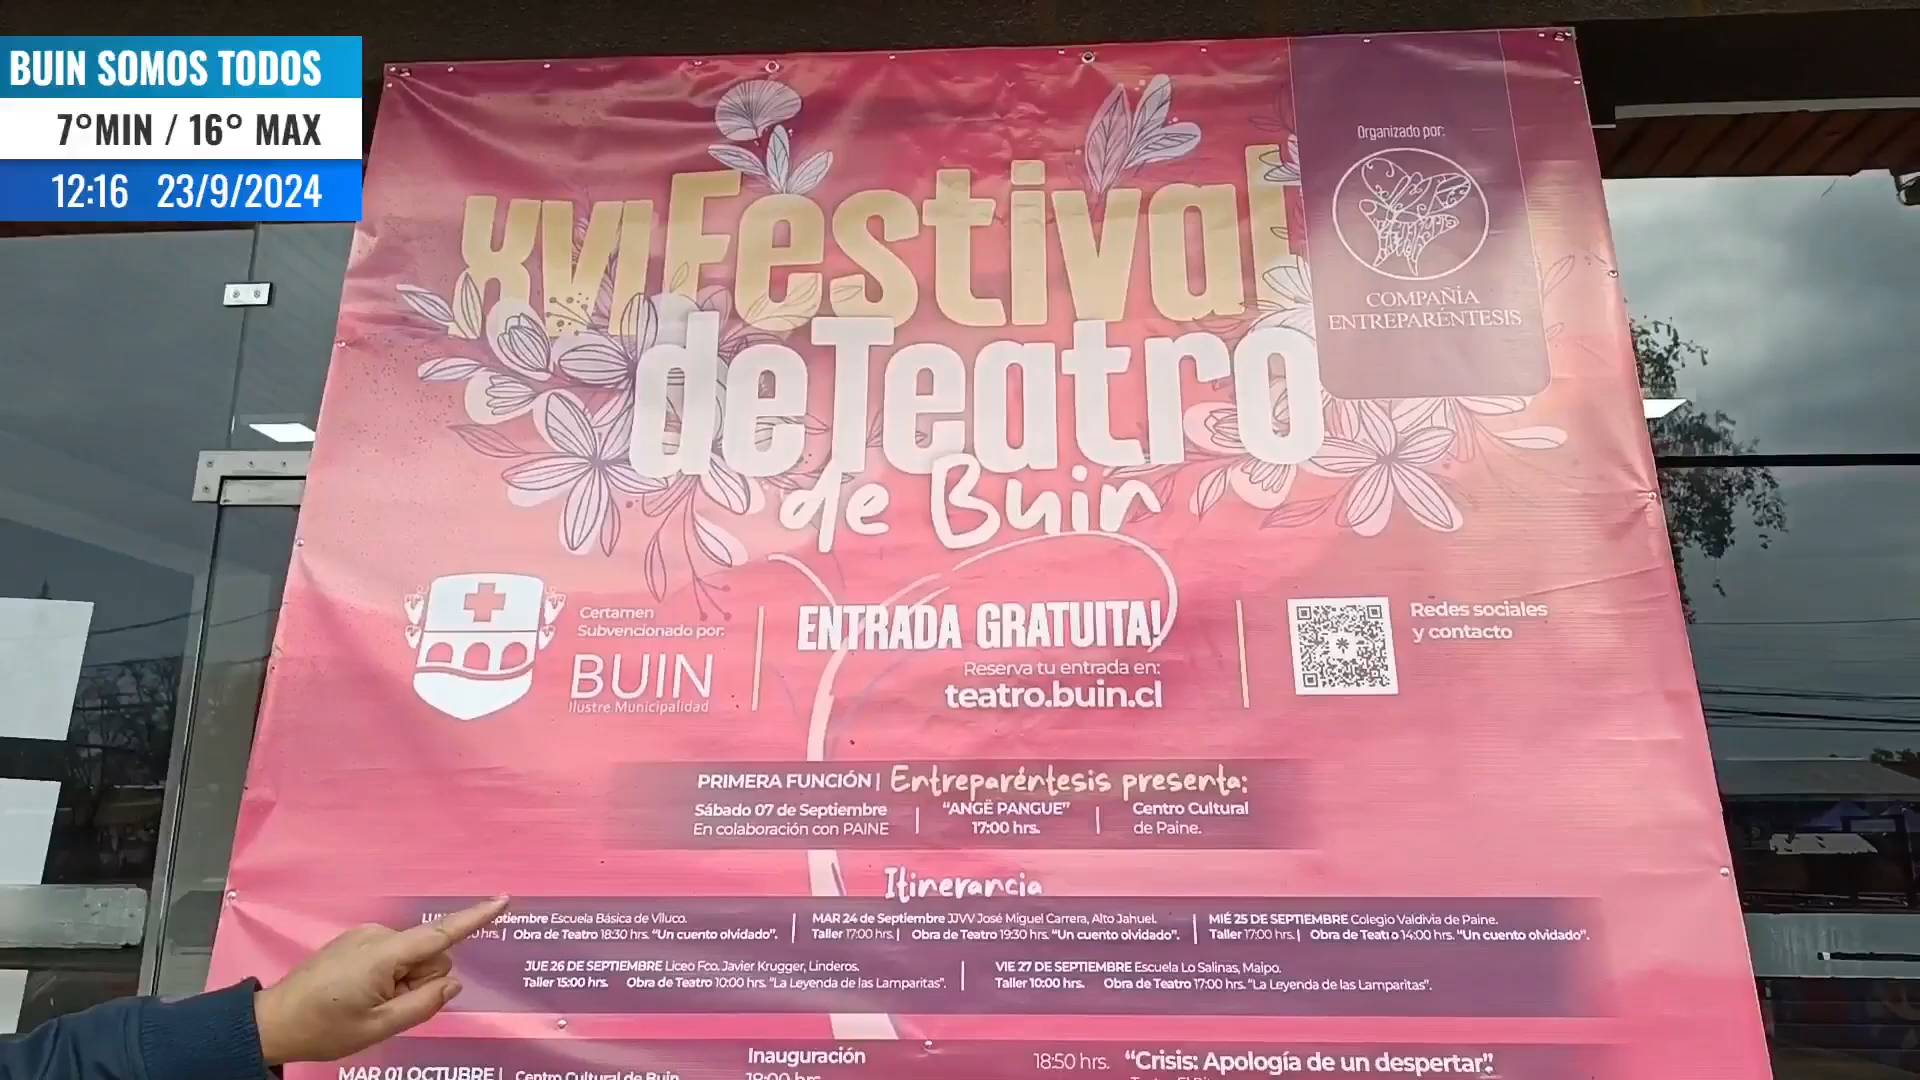 BUIN SOMOS TODOS
7°MIN / 16° MAX
12:16 23/9/2024
Organizado por:
COMPAÑÍA
ENTREPARÉNTESIS
XVI Festival
de Teatro
de Buin
Certamen
Subvencionado por:
BUIN
Ilustre Municipalidad
ENTRADA GRATUITA!
Reserva tu entrada en:
teatro.buin.cl
Redes sociales
y contacto
PRIMERA FUNCIÓN | Entreparéntesis presenta:
Sábado 07 de Septiembre
En colaboración con PAINE
"ANGË PANGUE"
17:00 hrs.
Centro Cultural
de Paine.
Itinerancia
Escuela Básica de Viluco.
hrs. | Obra de Teatro 18:30 hrs. "Un cuento olvidado".
MAR 24 de Septiembre JJVV José Miguel Carrera, Alto Jahuel.
Taller 17:00 hrs. | Obra de Teatro 19:30 hrs. "Un cuento olvidado".
MIÉ 25 DE SEPTIEMBRE Colegio Valdivia de Paine.
Taller 17:00 hrs. | Obra de Teatro 14:00 hrs. "Un cuento olvidado".
JUE 26 DE SEPTIEMBRE Liceo Fco. Javier Krugger, Linderos.
Taller 15:00 hrs. Obra de Teatro 10:00 hrs. "La Leyenda de las Lamparitas".
VIE 27 DE SEPTIEMBRE Escuela Lo Salinas, Maipo.
Taller 10:00 hrs. Obra de Teatro 17:00 hrs. "La Leyenda de las Lamparitas".
MAR 01 OCTUBRE | Centro Cultural de Buin
Inauguración
18:50 hrs. "Crisis: Apología de un despertar".